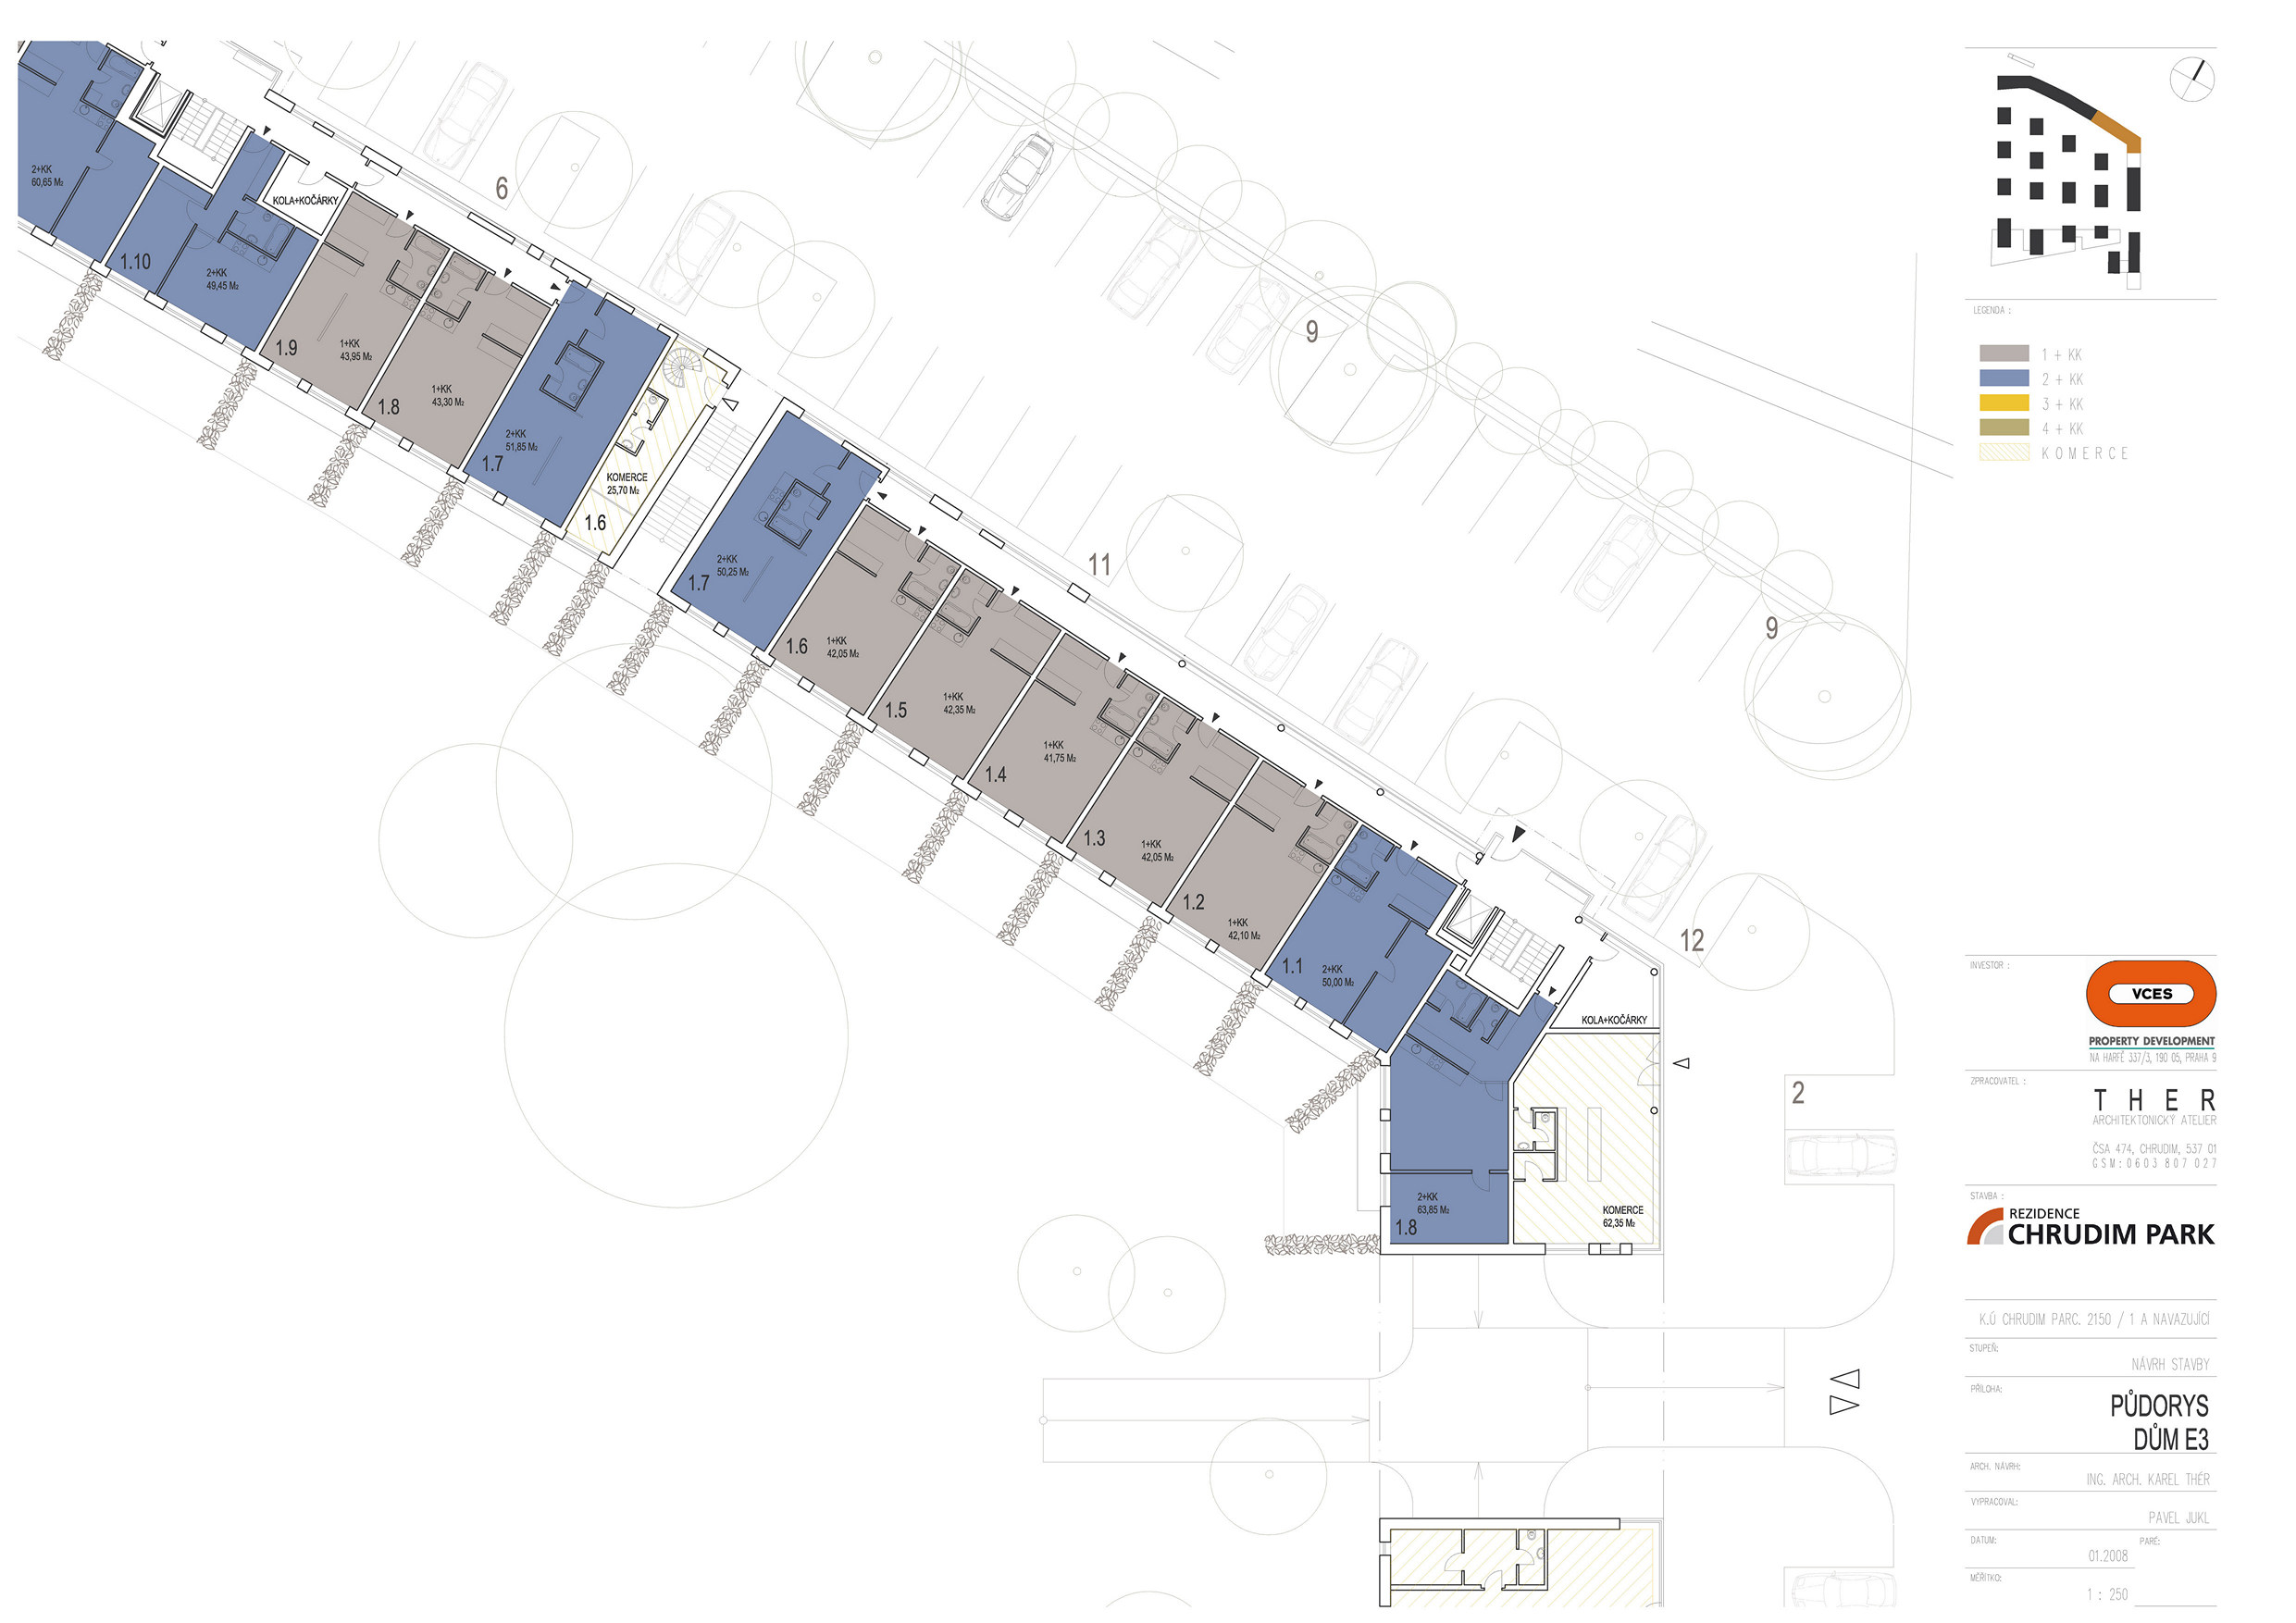 2+KK
60,65 M2
1.10
2+KK
49,45 M2
KOLA+KOČÁRKY
6
1.9
1+KK
43,95 M2
1.8
1+KK
43,30 M2
1.7
2+KK
51,85 M2
KOMERCE
25,70 M2
1.6
9
1.7
2+KK
50,25 M2
11
1.6
1+KK
42,05 M2
1.5
1+KK
42,35 M2
9
1.4
1+KK
41,75 M2
1.3
1+KK
42,05 M2
1.2
1+KK
42,10 M2
1.1
2+KK
50,00 M2
12
KOLA+KOČÁRKY
2
2+KK
63,85 M2
1.8
KOMERCE
62,35 M2
LEGENDA :
1 + KK
2 + KK
3 + KK
4 + KK
KOMERCE
INVESTOR :
VCES
PROPERTY DEVELOPMENT
NA HARFĚ 337/3, 190 05, PRAHA 9
ZPRACOVATEL :
THER
ARCHITEKTONICKÝ ATELIER
ČSA 474, CHRUDIM, 537 01
GSM:0603 807 027
STAVBA :
REZIDENCE
CHRUDIM PARK
K.Ú CHRUDIM PARC. 2150 / 1 A NAVAZUJÍCÍ
STUPEŇ:
NÁVRH STAVBY
PŘÍLOHA:
PŮDORYS
DŮM E3
ARCH. NÁVRH:
ING. ARCH. KAREL THÉR
VYPRACOVAL:
PAVEL JUKL
DATUM:
01.2008
PARÉ:
MĚŘÍTKO:
1 : 250